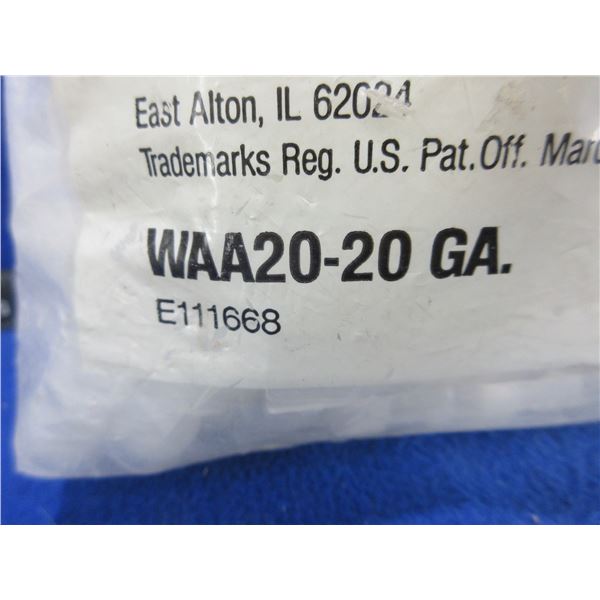 East Alton, IL 62024
Trademarks Reg. U.S. Pat. Off.
WAA20-20 GA.
E111668